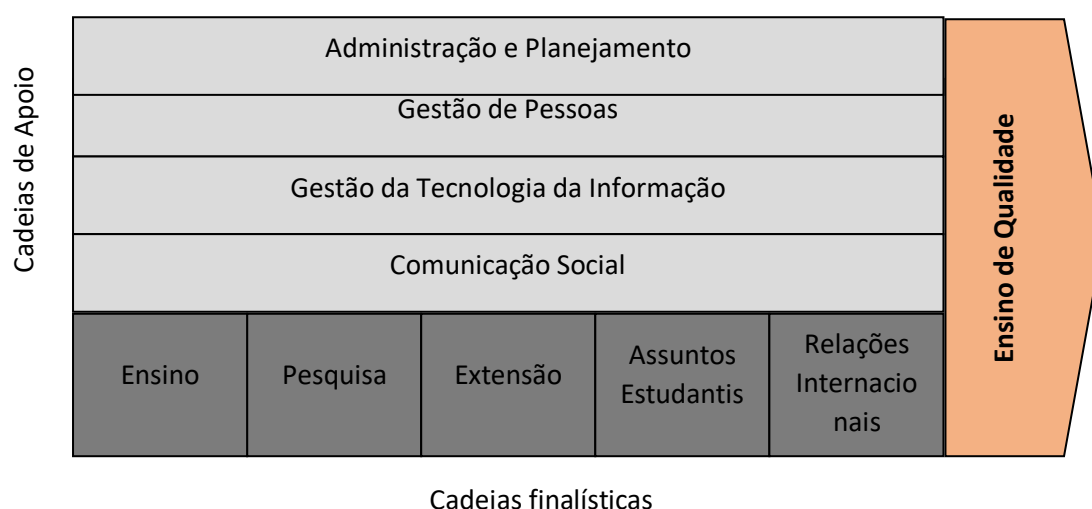 Cadeias de Apoio
Administração e Planejamento
Gestão de Pessoas
Gestão da Tecnologia da Informação
Comunicação Social
Ensino
Pesquisa
Extensão
Assuntos
Estudantis
Relações
Internacio
nais
Ensino de Qualidade
Cadeias finalísticas